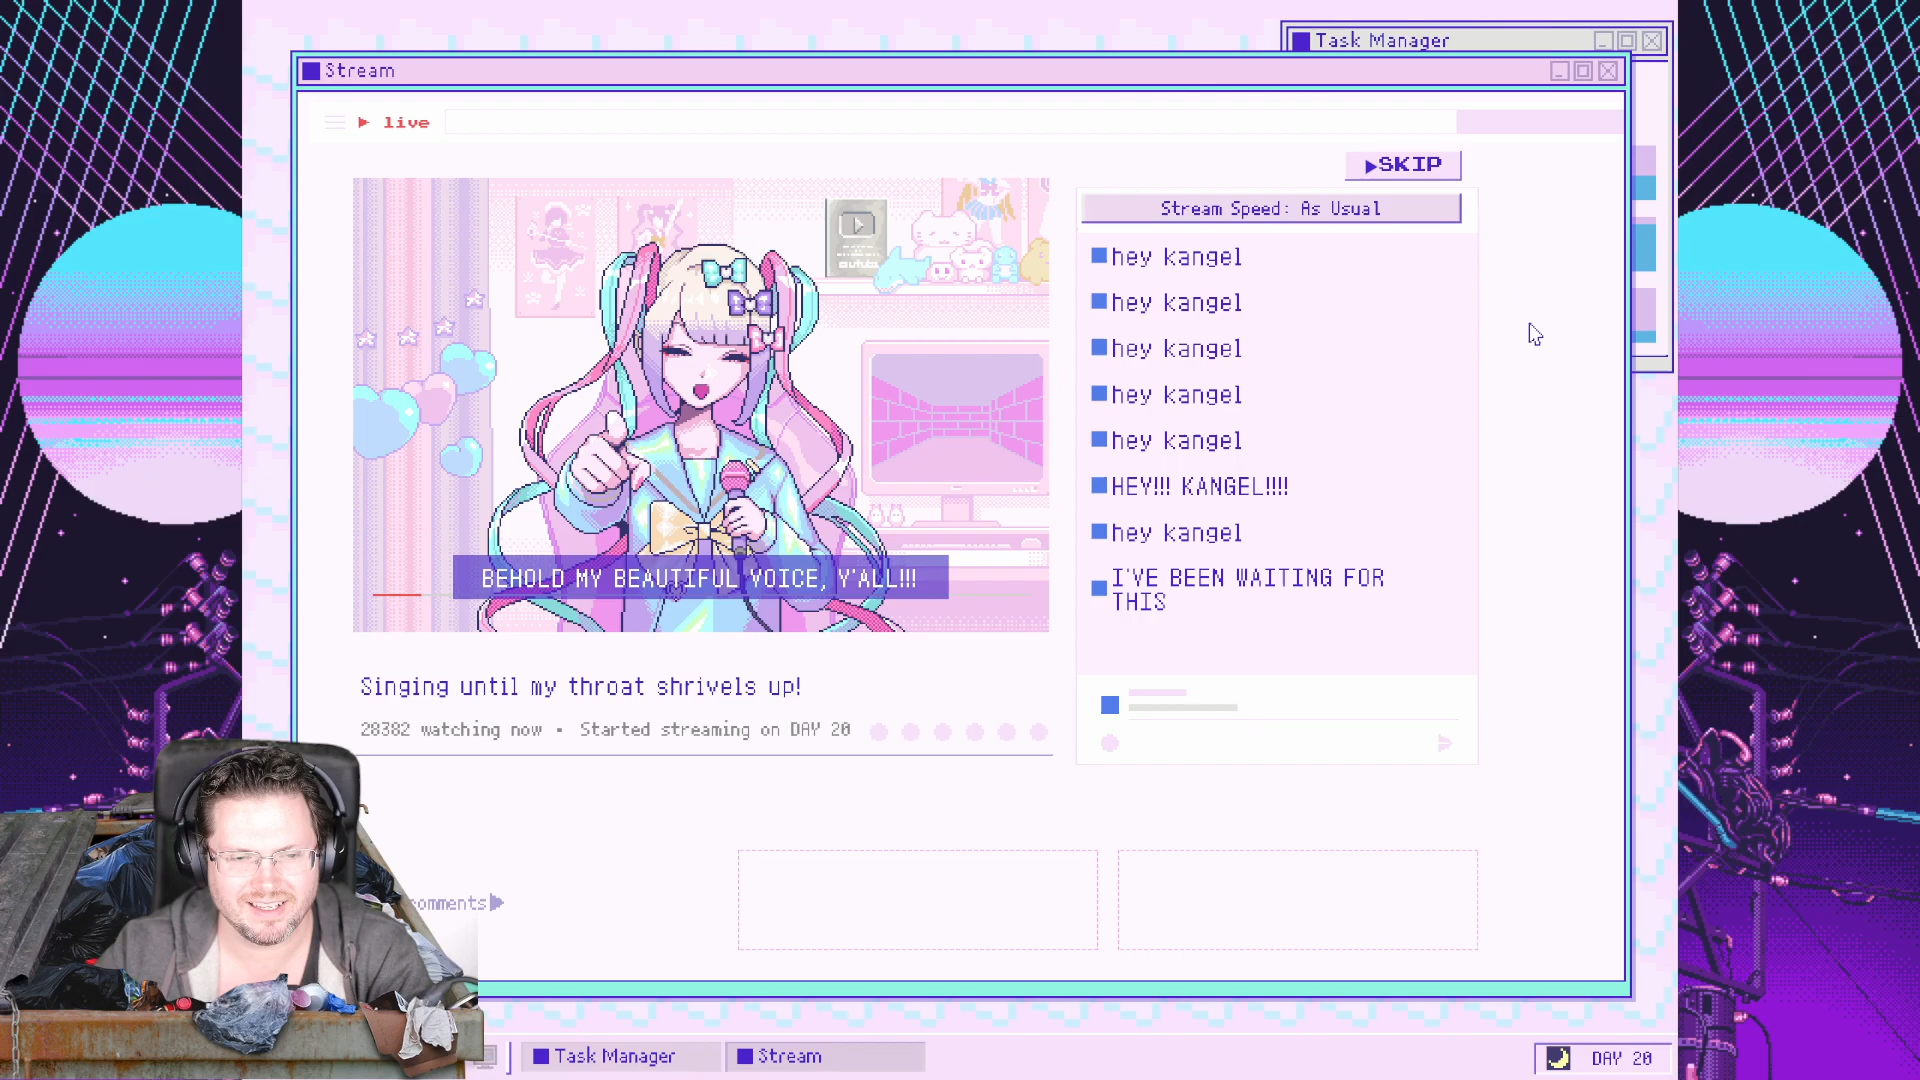 Task Manager
Stream
live
▶SKIP
Stream Speed: As Usual
hey kangel
hey kangel
hey kangel
hey kangel
hey kangel
HEY!!! KANGEL!!!!
hey kangel
I'VE BEEN WAITING FOR
THIS
BEHOLD MY BEAUTIFUL VOICE, Y'ALL!!!
Singing until my throat shrivels up!
28382 watching now • Started streaming on DAY 20
comments▶
Task Manager
Stream
DAY 20